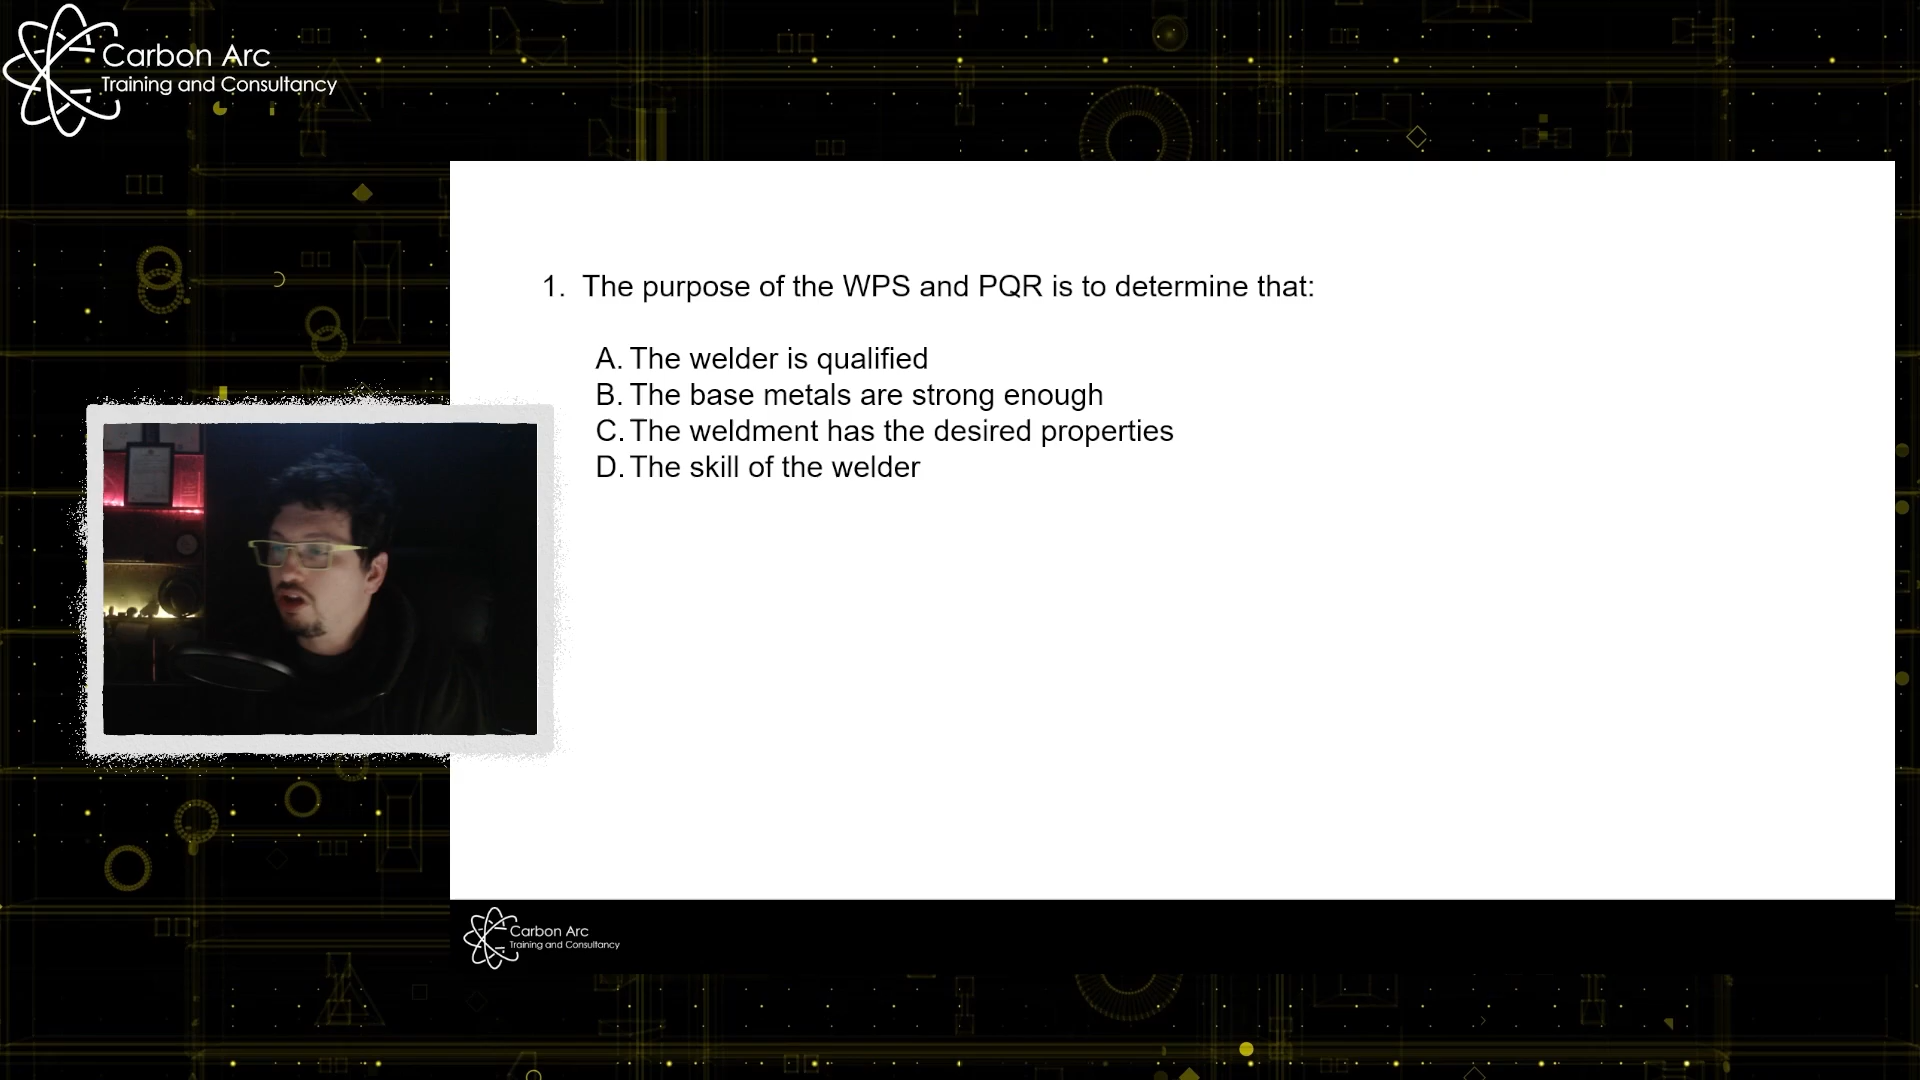 Carbon Arc
Training and Consultancy
1. The purpose of the WPS and PQR is to determine that:
A. The welder is qualified
B. The base metals are strong enough
C. The weldment has the desired properties
D. The skill of the welder
Carbon Arc
Training and Consultancy